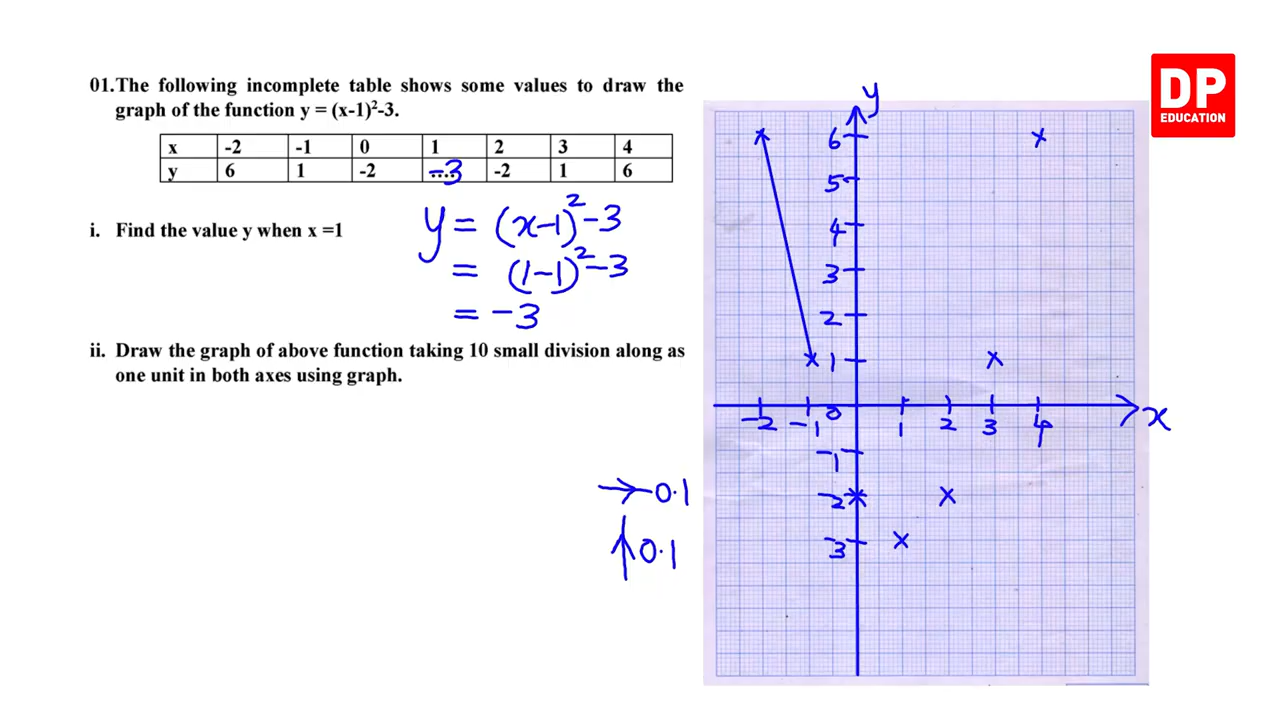 DP
EDUCATION
01.The following incomplete table shows some values to draw the
graph of the function y = (x-1)²-3.
x -2 -1 0 1 2 3 4
y 6 1 -2 -3 -2 1 6
i. Find the value y when x =1
y = (x-1)²-3
= (1-1)²-3
= -3
ii. Draw the graph of above function taking 10 small division along as
one unit in both axes using graph.
→ 0.1
↑ 0.1
y
6
5
4
3
2
1
-2 -1 0 1 2 3 4 x
-1
-2
-3